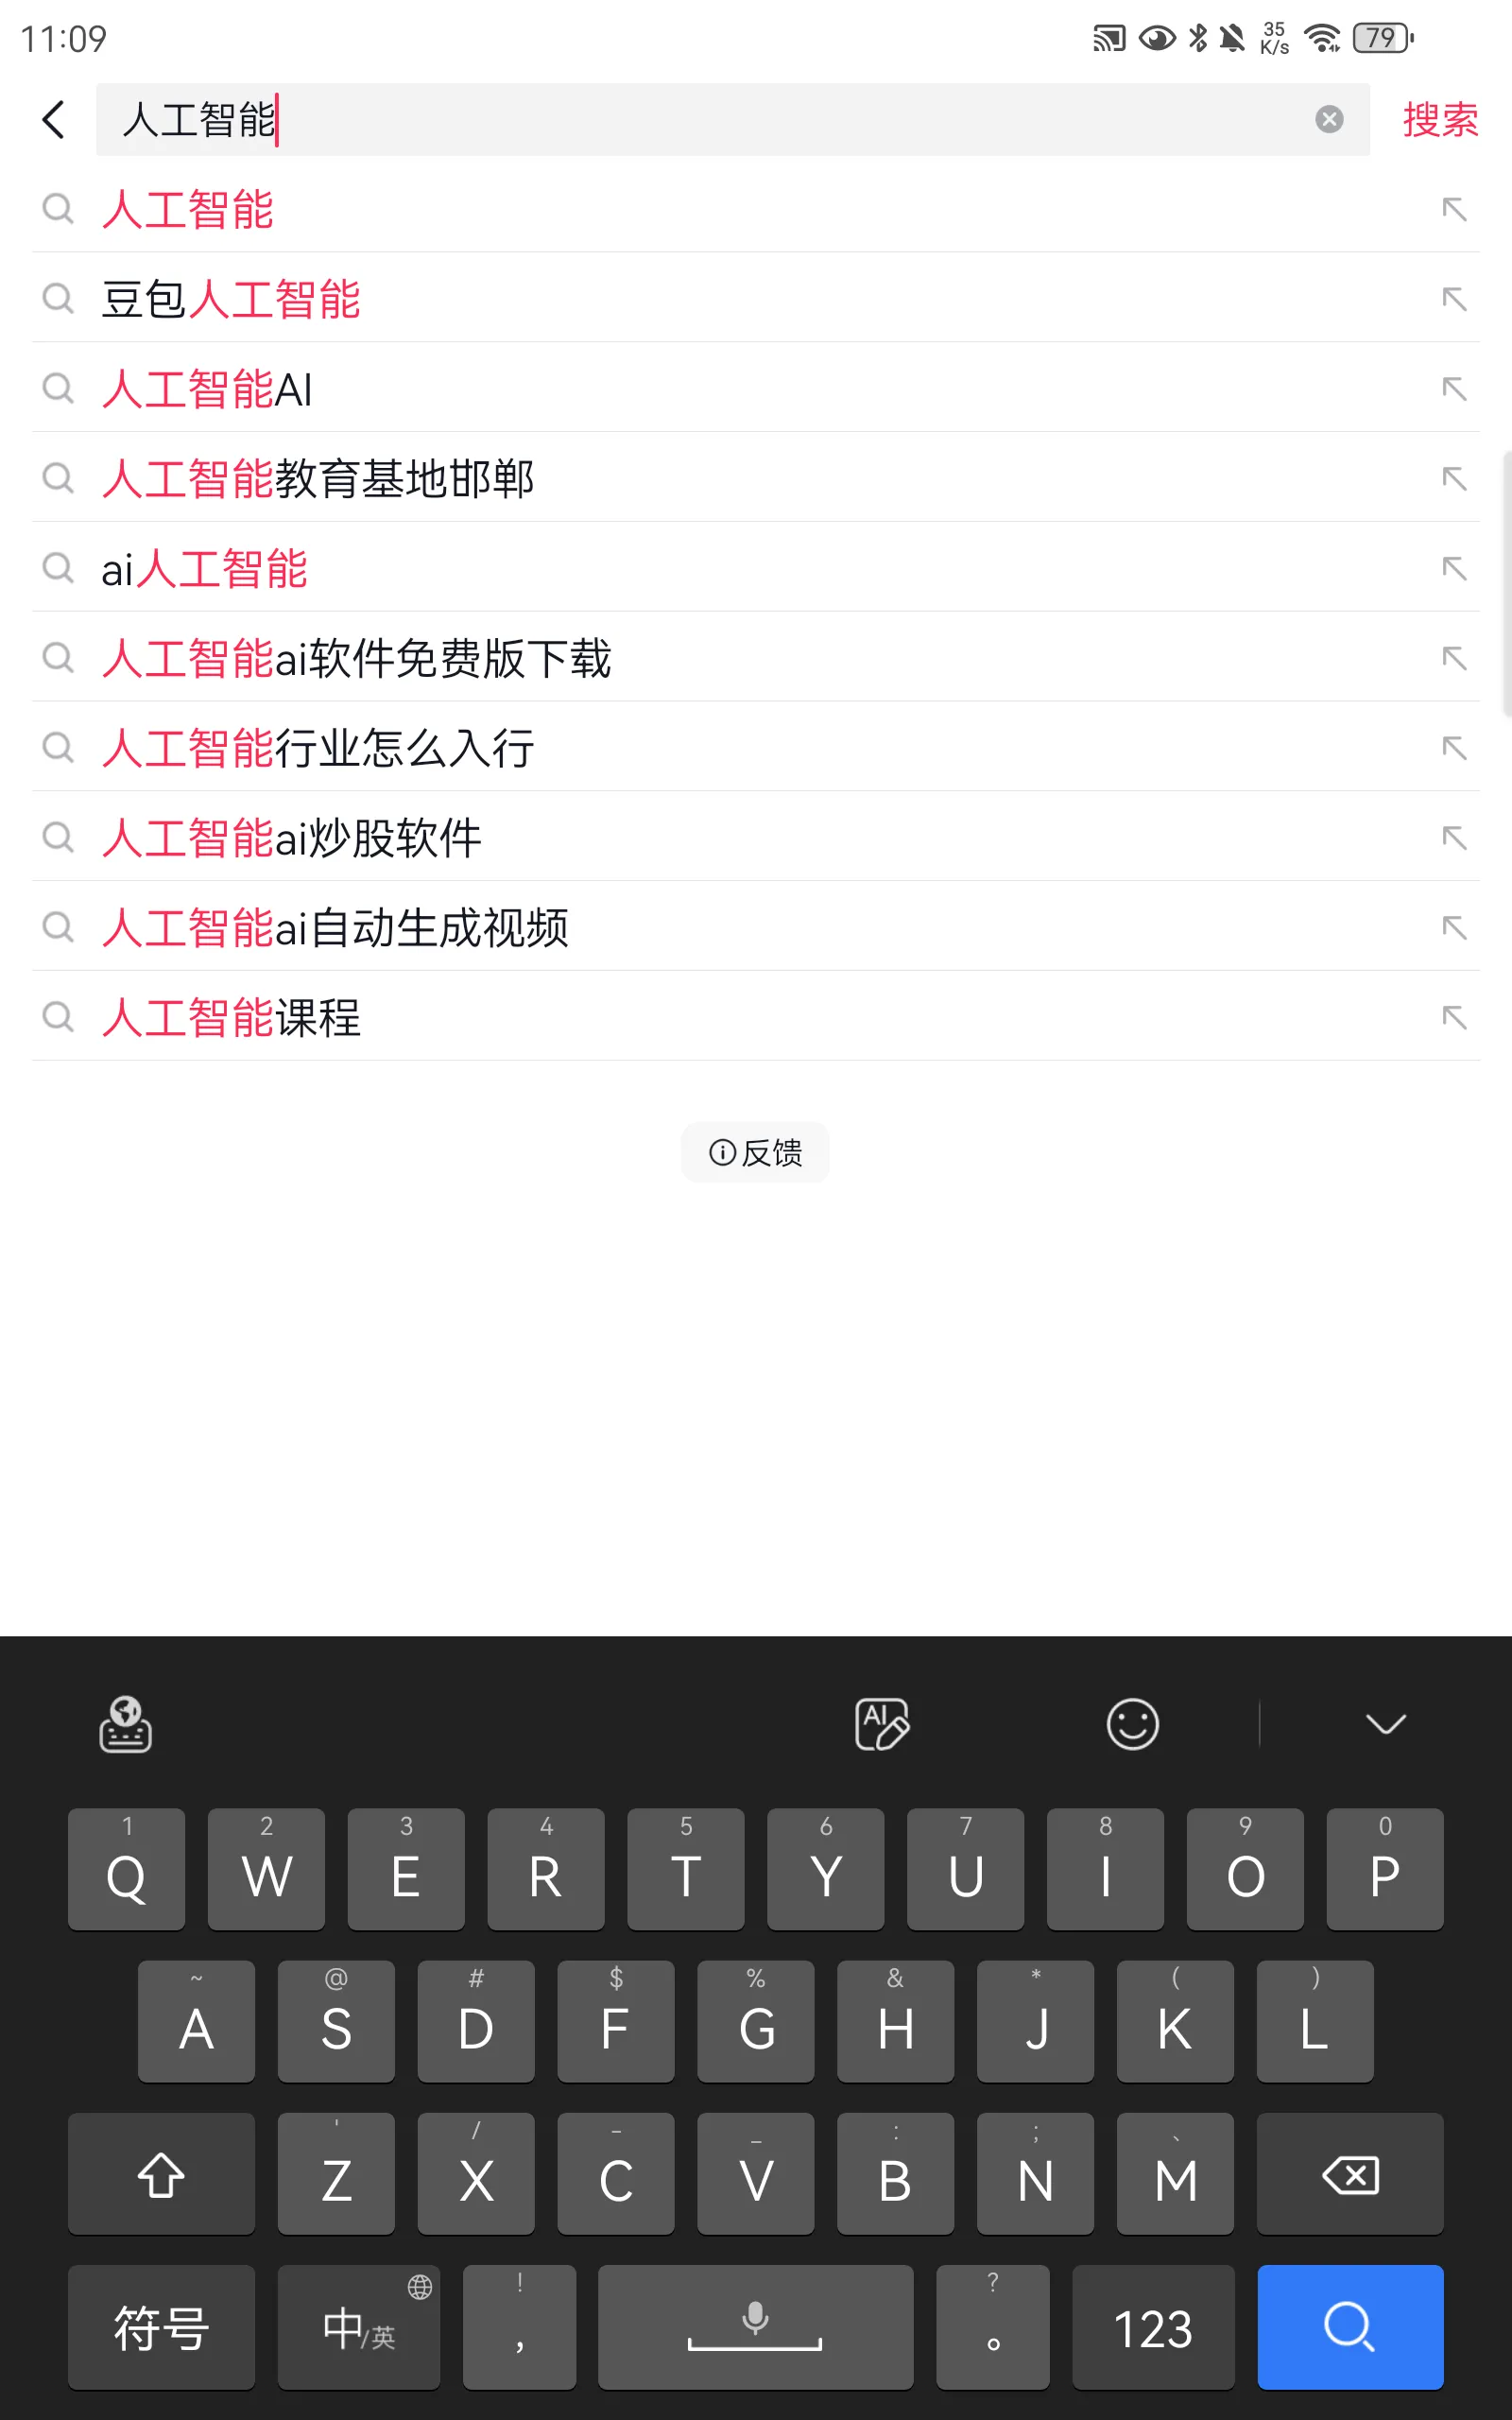 11:09
35 K/s
79
人工智能
搜索
人工智能
豆包人工智能
人工智能AI
人工智能教育基地邯郸
ai人工智能
人工智能ai软件免费版下载
人工智能行业怎么入行
人工智能ai炒股软件
人工智能ai自动生成视频
人工智能课程
反馈
AI
1 2 3 4 5 6 7 8 9 0
Q W E R T Y U I O P
~ @ # $ % & * ( )
A S D F G H J K L
' / - _ : ; 、
Z X C V B N M
! ?
符号 中/英 , 。 123